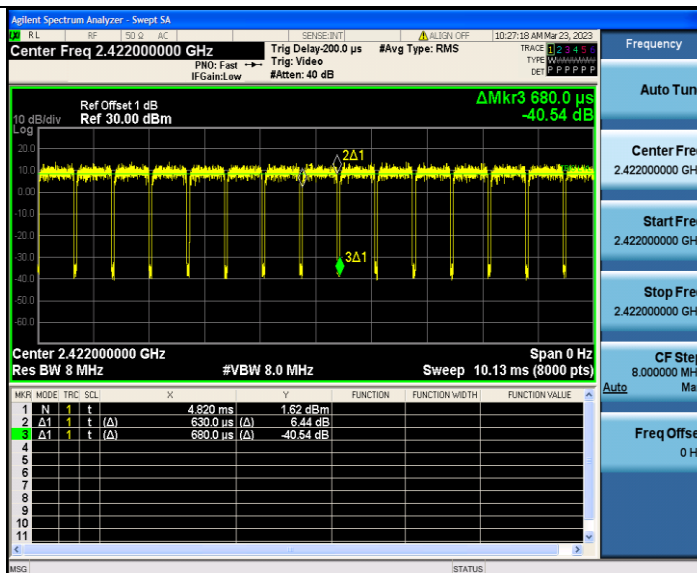 Agilent Spectrum Analyzer - Swept SA
RL RF 50 Ω AC SENSE:INT ALIGN OFF 10:27:18 AM Mar 23, 2023
Center Freq 2.422000000 GHz
PNO: Fast
IFGain:Low
Trig Delay-200.0 µs
Trig: Video
#Atten: 40 dB
#Avg Type: RMS
TRACE 1 2 3 4 5 6
TYPE WWWWWW
DET P P P P P P
Ref Offset 1 dB
10 dB/div Ref 30.00 dBm
Log
ΔMkr3 680.0 µs
-40.54 dB
20.0
10.0
0.00
-10.0
-20.0
-30.0
-40.0
-50.0
-60.0
1
2Δ1
3Δ1
Center 2.422000000 GHz Span 0 Hz
Res BW 8 MHz #VBW 8.0 MHz Sweep 10.13 ms (8000 pts)
MKR MODE TRC SCL X Y FUNCTION FUNCTION WIDTH FUNCTION VALUE
1 N 1 t 4.820 ms 1.62 dBm
2 Δ1 1 t (Δ) 630.0 µs (Δ) 6.44 dB
3 Δ1 1 t (Δ) 680.0 µs (Δ) -40.54 dB
4
5
6
7
8
9
10
11
MSG STATUS
Frequency
Auto Tun
Center Fre
2.422000000 GH
Start Fre
2.422000000 GH
Stop Fre
2.422000000 GH
CF Step
8.000000 MH
Auto Ma
Freq Offse
0 H